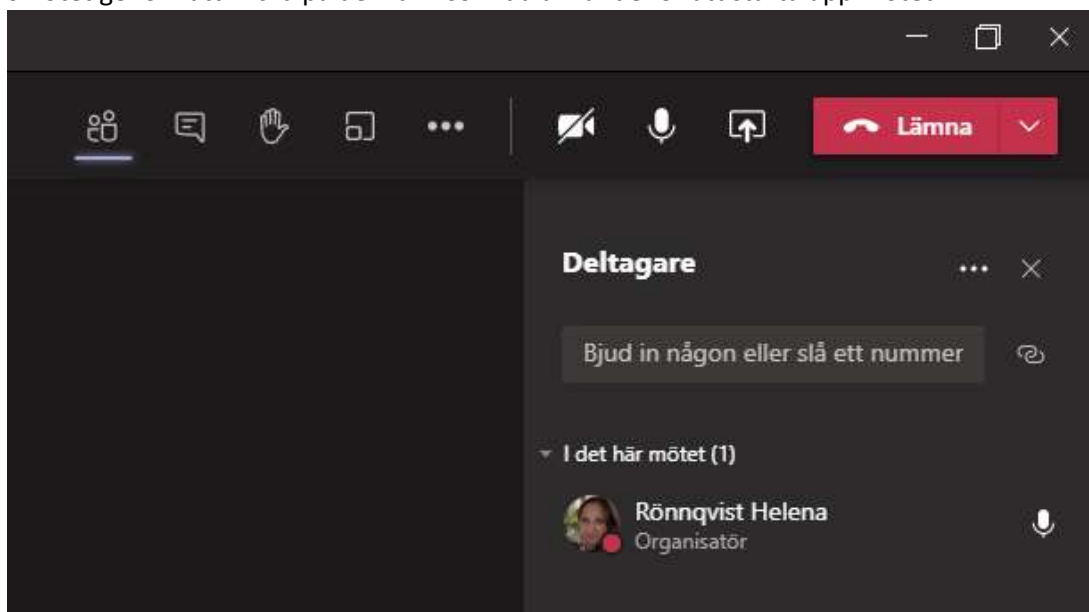 Lämna
Deltagare
Bjud in någon eller slå ett nummer
I det här mötet (1)
Rönnqvist Helena
Organisatör